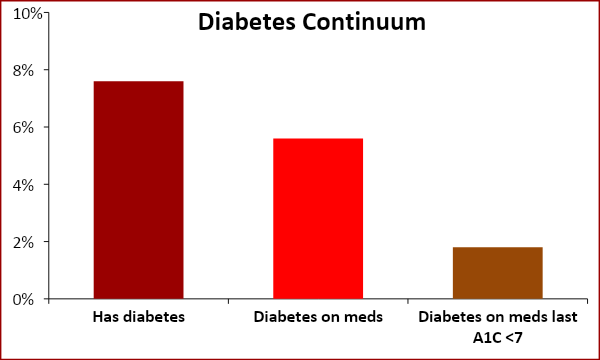 Diabetes Continuum
10%
8%
6%
4%
2%
0%
Has diabetes
Diabetes on meds
Diabetes on meds last
A1C <7